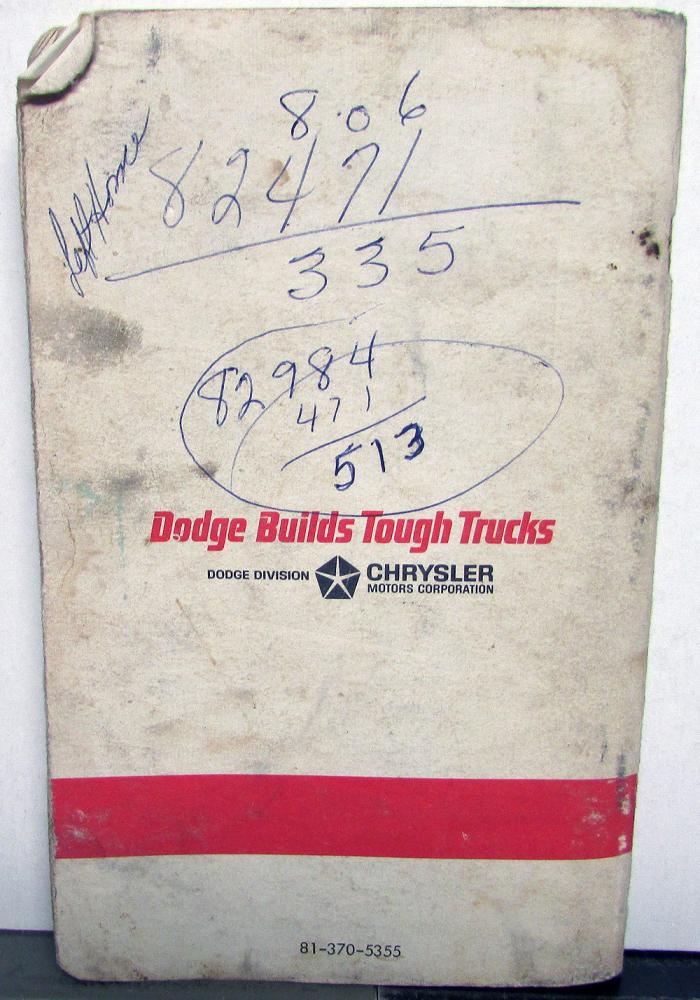 8.06
Left Home
82471
335
82984
471
513
Dodge Builds Tough Trucks
DODGE DIVISION CHRYSLER
MOTORS CORPORATION
81-370-5355